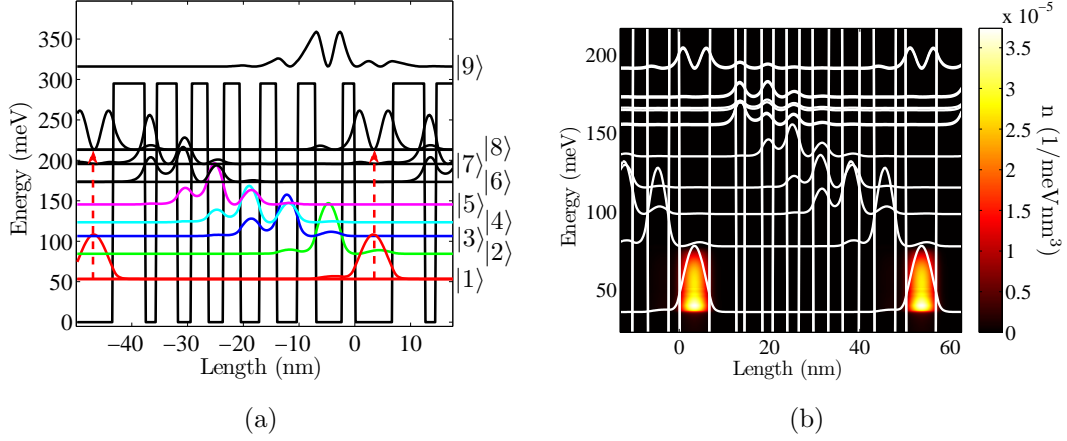 350
300
250
200
150
100
50
0
Energy (meV)
−40 −30 −20 −10 0 10
Length (nm)
|9⟩
|8⟩
|7⟩
|6⟩
|5⟩
|4⟩
|3⟩
|2⟩
|1⟩
(a)
200
150
100
50
Energy (meV)
0 20 40 60
Length (nm)
x 10⁻⁵
3.5
3
2.5
2
1.5
1
0.5
0
n (1/meVnm³)
(b)